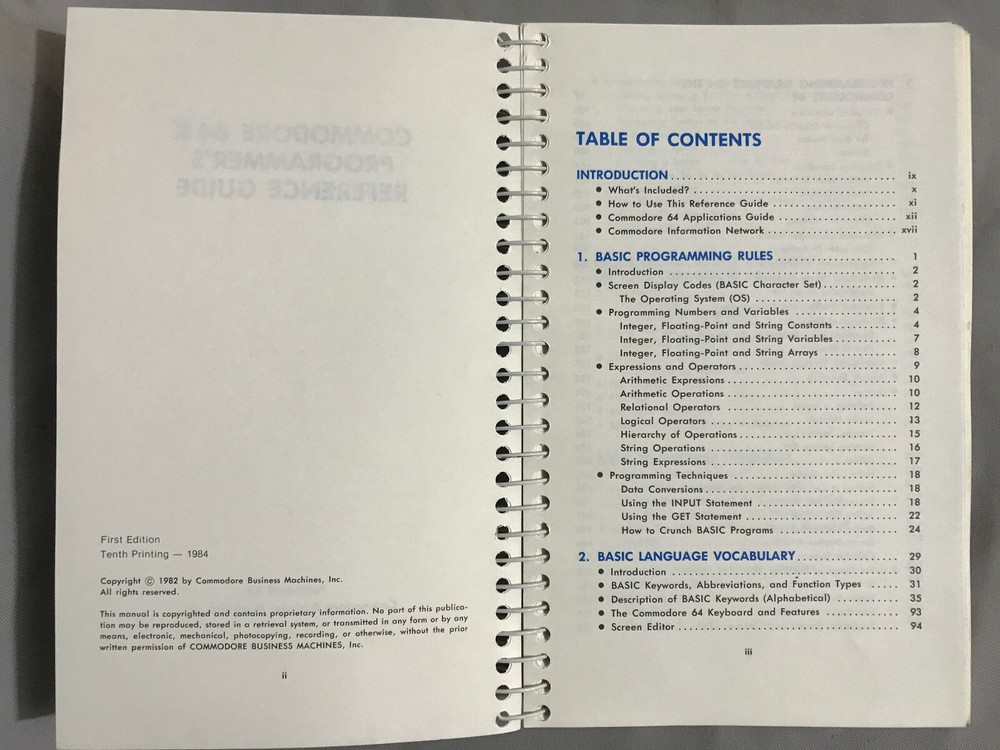 First Edition
Tenth Printing — 1984
Copyright © 1982 by Commodore Business Machines, Inc.
All rights reserved.
This manual is copyrighted and contains proprietary information. No part of this publica-
tion may be reproduced, stored in a retrieval system, or transmitted in any form or by any
means, electronic, mechanical, photocopying, recording, or otherwise, without the prior
written permission of COMMODORE BUSINESS MACHINES, Inc.
ii
TABLE OF CONTENTS
INTRODUCTION ix
● What's Included? x
● How to Use This Reference Guide xi
● Commodore 64 Applications Guide xii
● Commodore Information Network xvii
1. BASIC PROGRAMMING RULES 1
● Introduction 2
● Screen Display Codes (BASIC Character Set) 2
The Operating System (OS) 2
● Programming Numbers and Variables 4
Integer, Floating-Point and String Constants 4
Integer, Floating-Point and String Variables 7
Integer, Floating-Point and String Arrays 8
● Expressions and Operators 9
Arithmetic Expressions 10
Arithmetic Operations 10
Relational Operators 12
Logical Operators 13
Hierarchy of Operations 15
String Operations 16
String Expressions 17
● Programming Techniques 18
Data Conversions 18
Using the INPUT Statement 18
Using the GET Statement 22
How to Crunch BASIC Programs 24
2. BASIC LANGUAGE VOCABULARY 29
● Introduction 30
● BASIC Keywords, Abbreviations, and Function Types 31
● Description of BASIC Keywords (Alphabetical) 35
● The Commodore 64 Keyboard and Features 93
● Screen Editor 94
iii